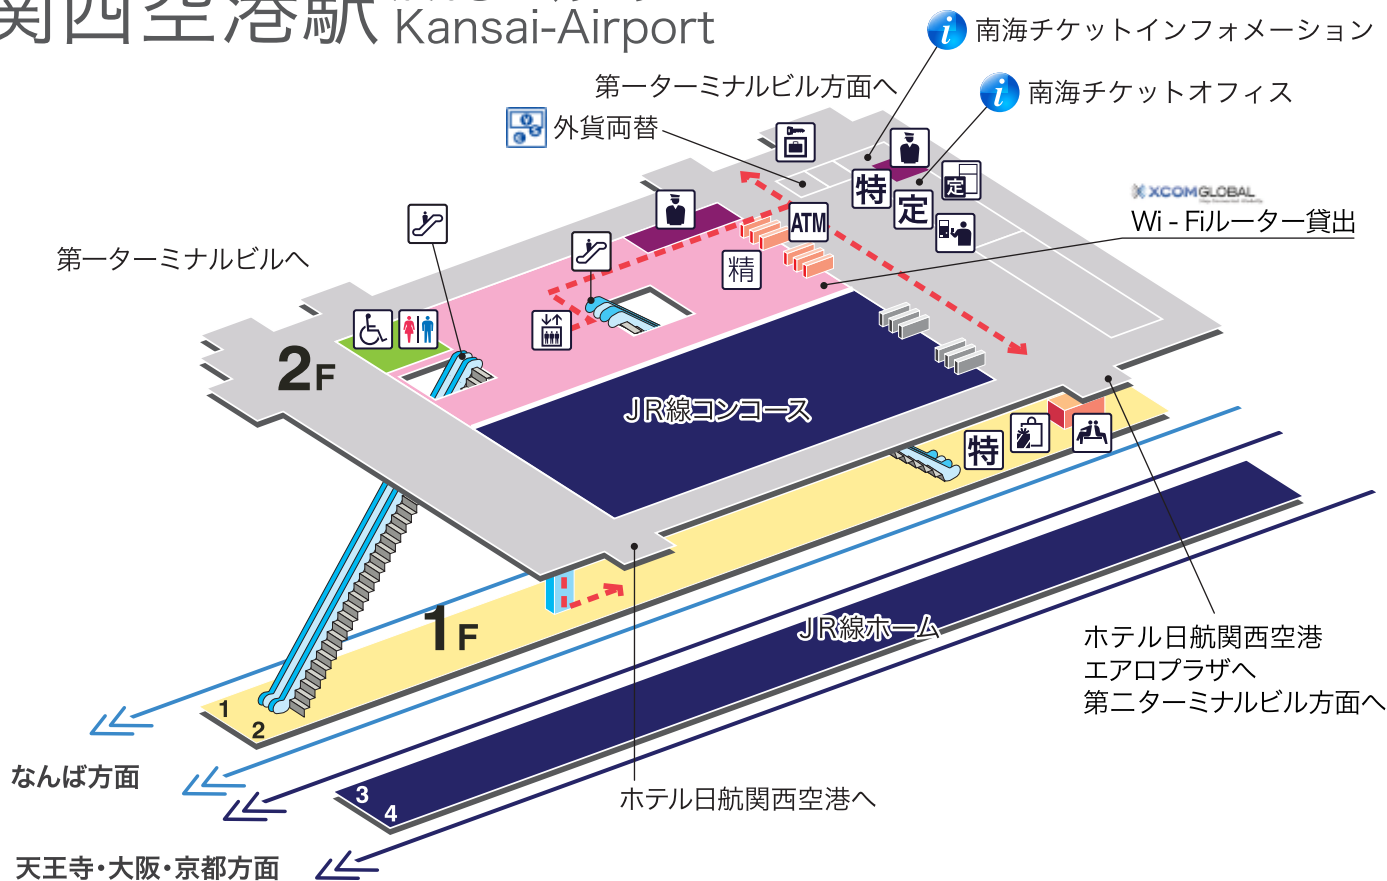 関西空港駅
Kansai-Airport
南海チケットインフォメーション
第一ターミナルビル方面へ
南海チケットオフィス
外貨両替
特
定
定
XCOMGLOBAL
Wi - Fiルーター貸出
ATM
精
第一ターミナルビルへ
2F
JR線コンコース
特
1F
JR線ホーム
ホテル日航関西空港
エアロプラザへ
第二ターミナルビル方面へ
1
2
なんば方面
3
4
ホテル日航関西空港へ
天王寺・大阪・京都方面